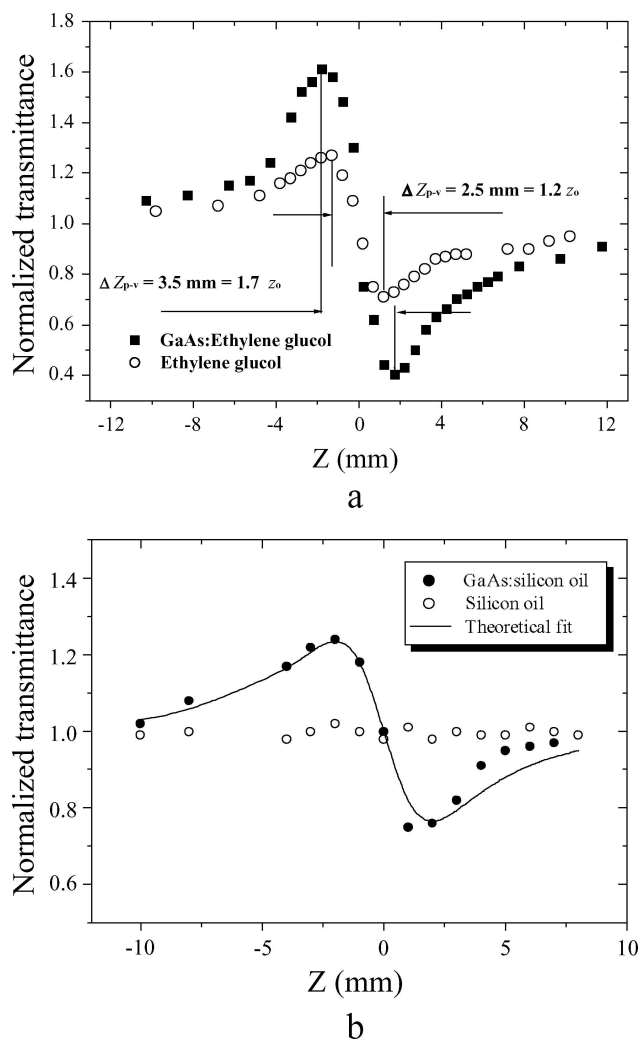 1.8
1.6
1.4
1.2
1.0
0.8
0.6
0.4
Normalized transmittance
Δ Zp-v = 2.5 mm = 1.2 zo
Δ Zp-v = 3.5 mm = 1.7 zo
GaAs:Ethylene glucol
Ethylene glucol
-12 -8 -4 0 4 8 12
Z (mm)
a
1.4
1.2
1.0
0.8
0.6
Normalized transmittance
GaAs:silicon oil
Silicon oil
Theoretical fit
-10 -5 0 5 10
Z (mm)
b